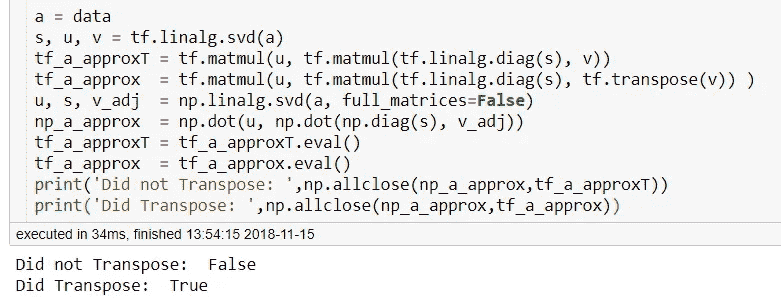 a = data
s, u, v = tf.linalg.svd(a)
tf_a_approxT = tf.matmul(u, tf.matmul(tf.linalg.diag(s), v))
tf_a_approx  = tf.matmul(u, tf.matmul(tf.linalg.diag(s), tf.transpose(v)) )
u, s, v_adj  = np.linalg.svd(a, full_matrices=False)
np_a_approx  = np.dot(u, np.dot(np.diag(s), v_adj))
tf_a_approxT = tf_a_approxT.eval()
tf_a_approx  = tf_a_approx.eval()
print('Did not Transpose: ',np.allclose(np_a_approx,tf_a_approxT))
print('Did Transpose: ',np.allclose(np_a_approx,tf_a_approx))
executed in 34ms, finished 13:54:15 2018-11-15
Did not Transpose:  False
Did Transpose:  True